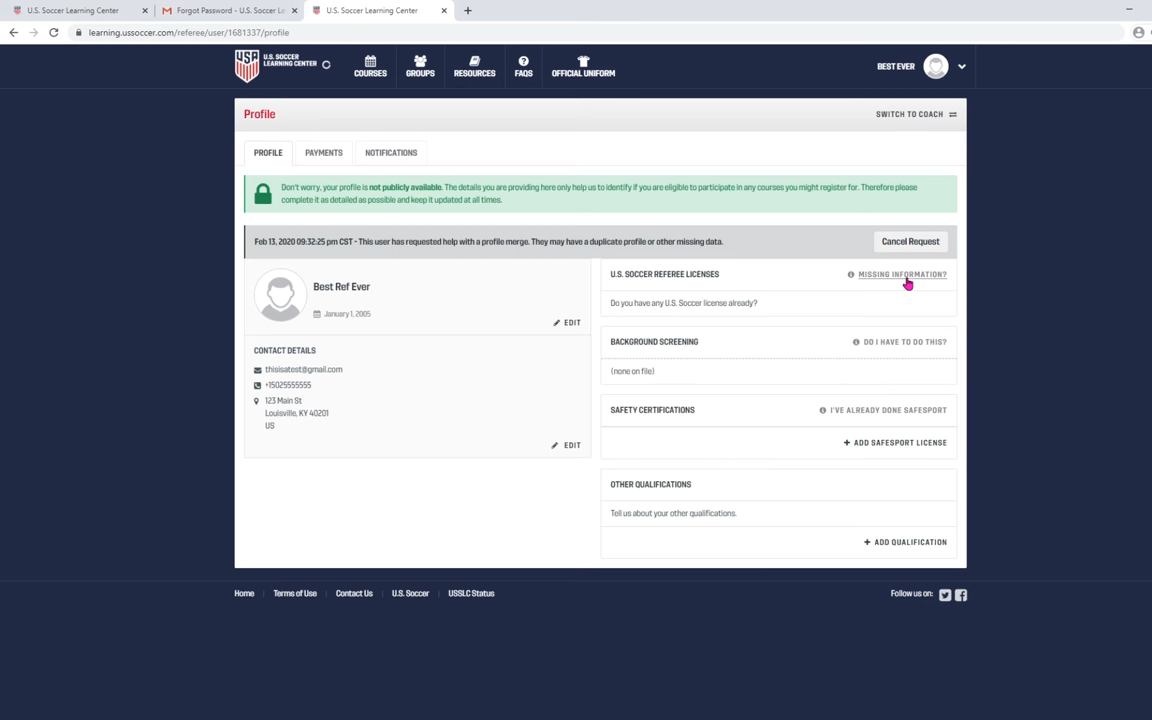 U.S. Soccer Learning Center
Forgot Password - U.S. Soccer Le
U.S. Soccer Learning Center
learning.ussoccer.com/referee/user/1681337/profile
U.S. SOCCER
LEARNING CENTER
COURSES
GROUPS
RESOURCES
FAQS
OFFICIAL UNIFORM
BEST EVER
Profile
SWITCH TO COACH
PROFILE
PAYMENTS
NOTIFICATIONS
Don't worry, your profile is not publicly available. The details you are providing here only help us to identify if you are eligible to participate in any courses you might register for. Therefore please
complete it as detailed as possible and keep it updated at all times.
Feb 13, 2020 09:32:25 pm CST - This user has requested help with a profile merge. They may have a duplicate profile or other missing data.
Cancel Request
Best Ref Ever
January 1, 2005
EDIT
CONTACT DETAILS
thisisatest@gmail.com
+15025555555
123 Main St
Louisville, KY 40201
US
EDIT
U.S. SOCCER REFEREE LICENSES
MISSING INFORMATION?
Do you have any U.S. Soccer license already?
BACKGROUND SCREENING
DO I HAVE TO DO THIS?
(none on file)
SAFETY CERTIFICATIONS
I'VE ALREADY DONE SAFESPORT
+ ADD SAFESPORT LICENSE
OTHER QUALIFICATIONS
Tell us about your other qualifications.
+ ADD QUALIFICATION
Home
Terms of Use
Contact Us
U.S. Soccer
USSLC Status
Follow us on: